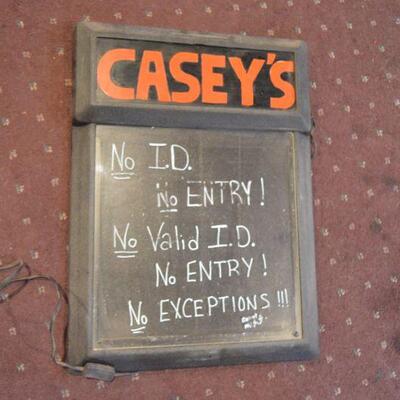 CASEY'S
No I.D.
No ENTRY!
No Valid I.D.
No ENTRY!
No EXCEPTIONS!!!